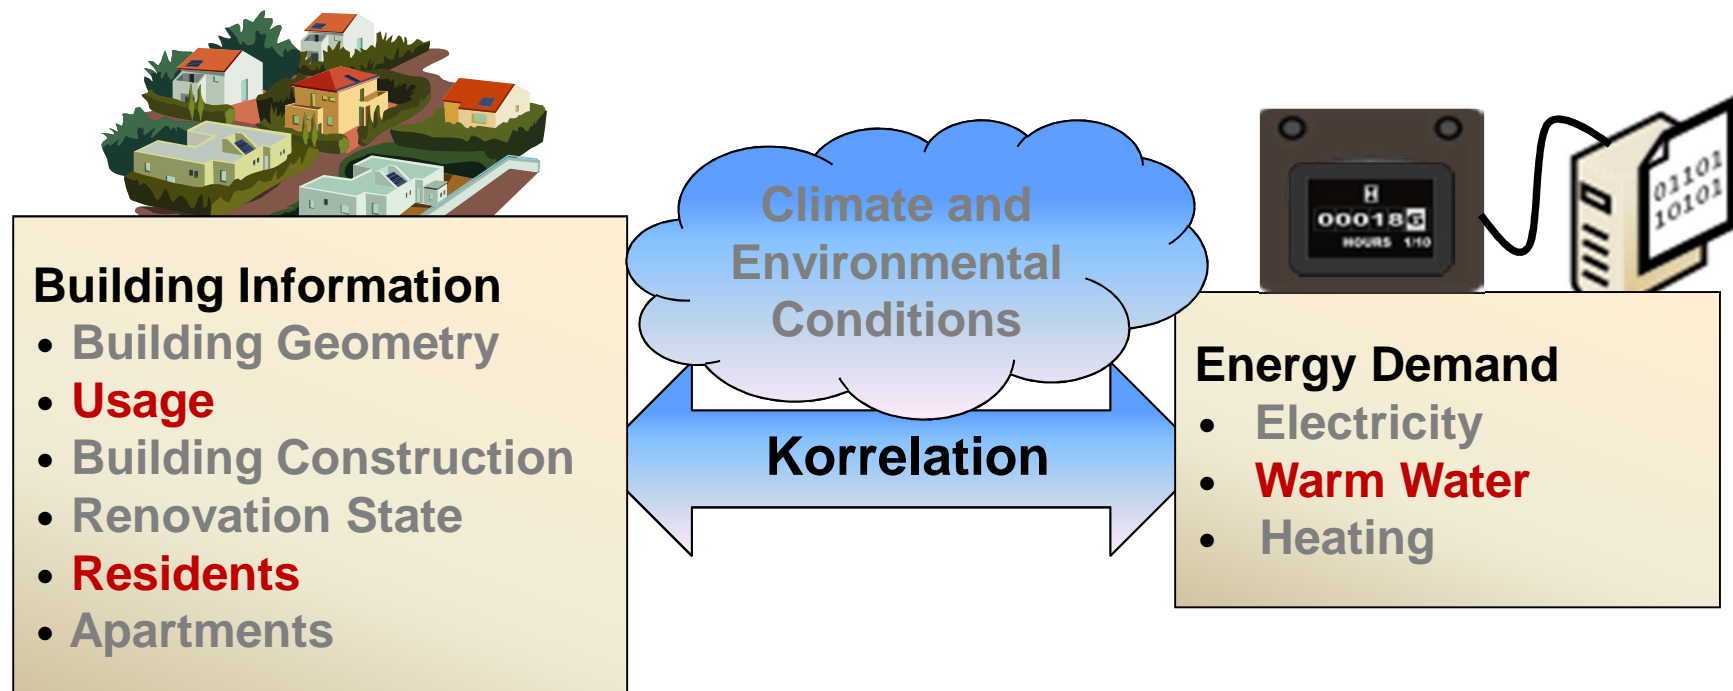 Building Information
• Building Geometry
• Usage
• Building Construction
• Renovation State
• Residents
• Apartments
Climate and
Environmental
Conditions
Korrelation
H
00018G
HOURS 1/10
01101
10101
Energy Demand
• Electricity
• Warm Water
• Heating